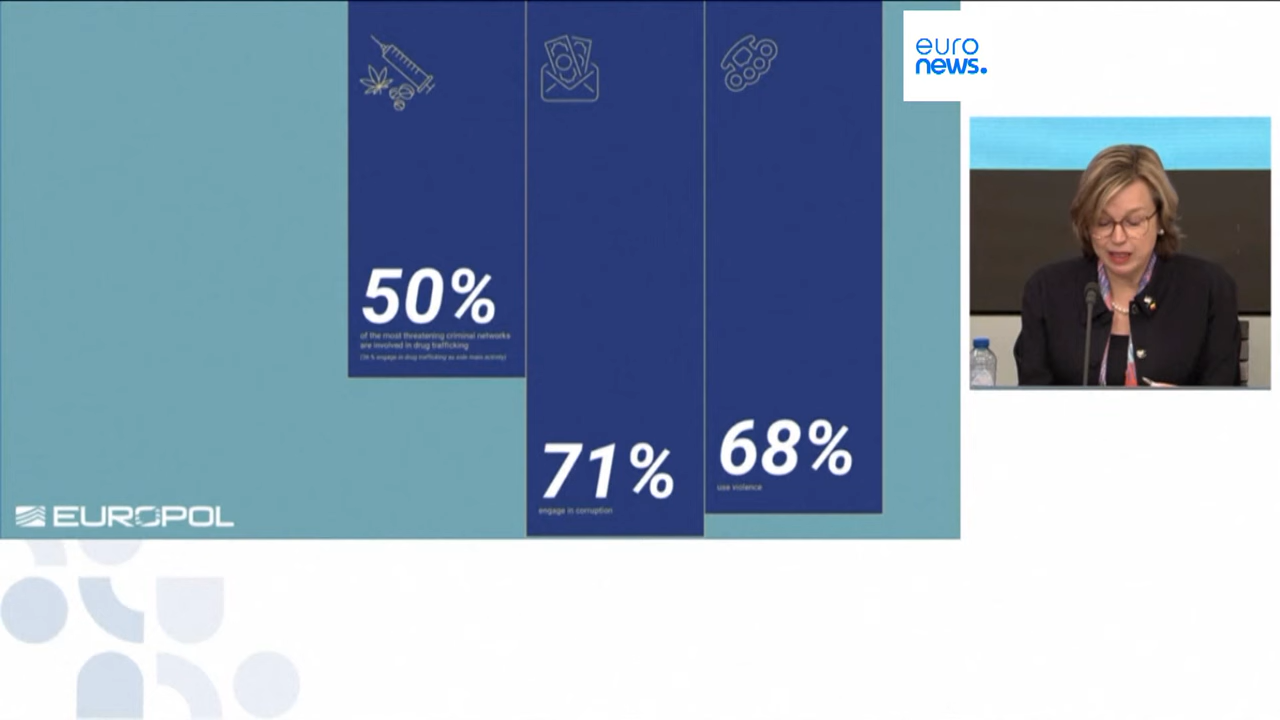 euro
news.
50%
of the most threatening criminal networks
are involved in drug trafficking
71%
engage in corruption
68%
use violence
EUROPOL